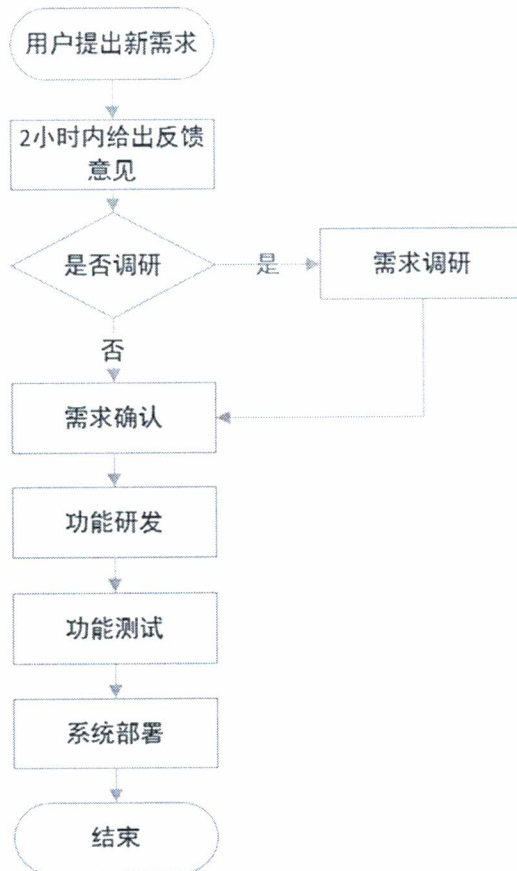 用户提出新需求
2小时内给出反馈
意见
是否调研
是
需求调研
否
需求确认
功能研发
功能测试
系统部署
结束